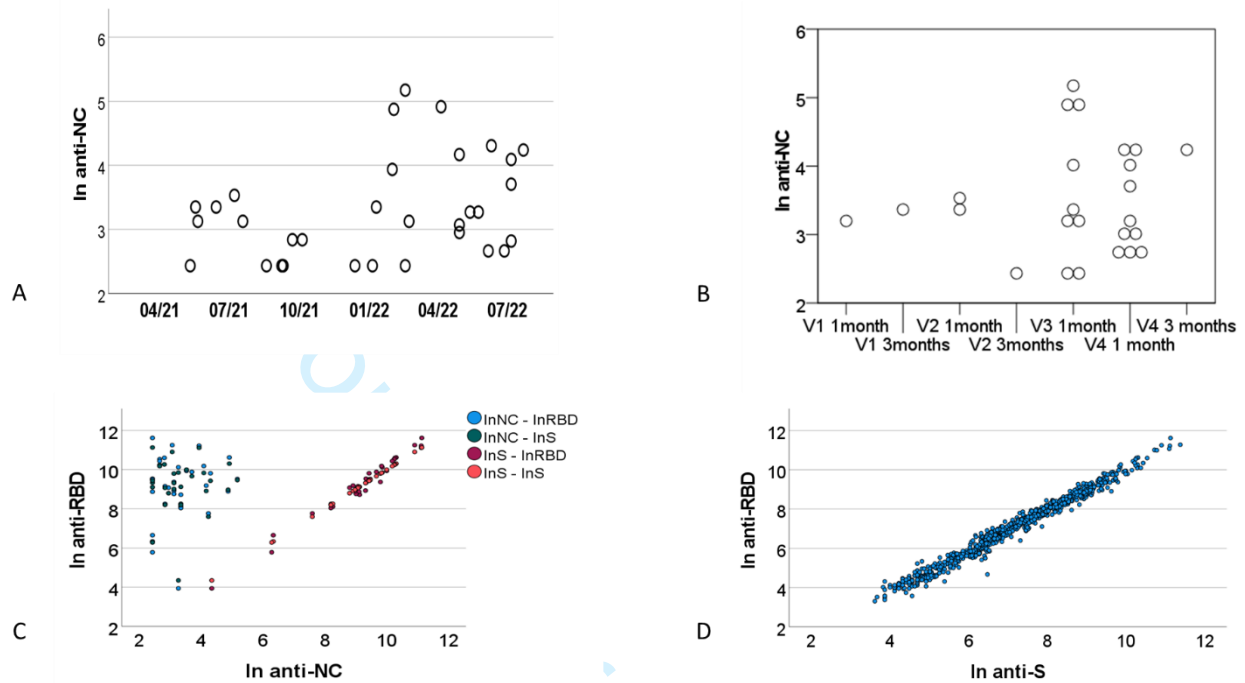 6
5
4
3
2
ln anti-NC
04/21 07/21 10/21 01/22 04/22 07/22
A
6
5
4
3
2
ln anti-NC
V1 1month V2 1month V3 1month V4 3 months
V1 3months V2 3months V4 1 month
B
12
10
8
6
4
2
ln anti-RBD
2 4 6 8 10 12
ln anti-NC
lnNC - lnRBD
lnNC - lnS
lnS - lnRBD
lnS - lnS
C
12
10
8
6
4
2
ln anti-RBD
2 4 6 8 10 12
ln anti-S
D